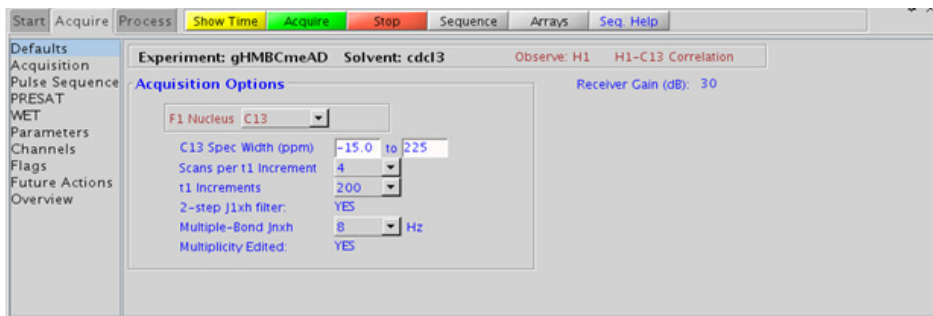 Start Acquire Process Show Time Acquire Stop Sequence Arrays Seq. Help
Defaults
Acquisition
Pulse Sequence
PRESAT
WET
Parameters
Channels
Flags
Future Actions
Overview
Experiment: gHMBCmeAD Solvent: cdcl3 Observe: H1 H1-C13 Correlation
Acquisition Options
Receiver Gain (dB): 30
F1 Nucleus C13
C13 Spec Width (ppm) -15.0 to 225
Scans per t1 Increment 4
t1 Increments 200
2-step J1xh filter: YES
Multiple-Bond Jnxh 8 Hz
Multiplicity Edited: YES